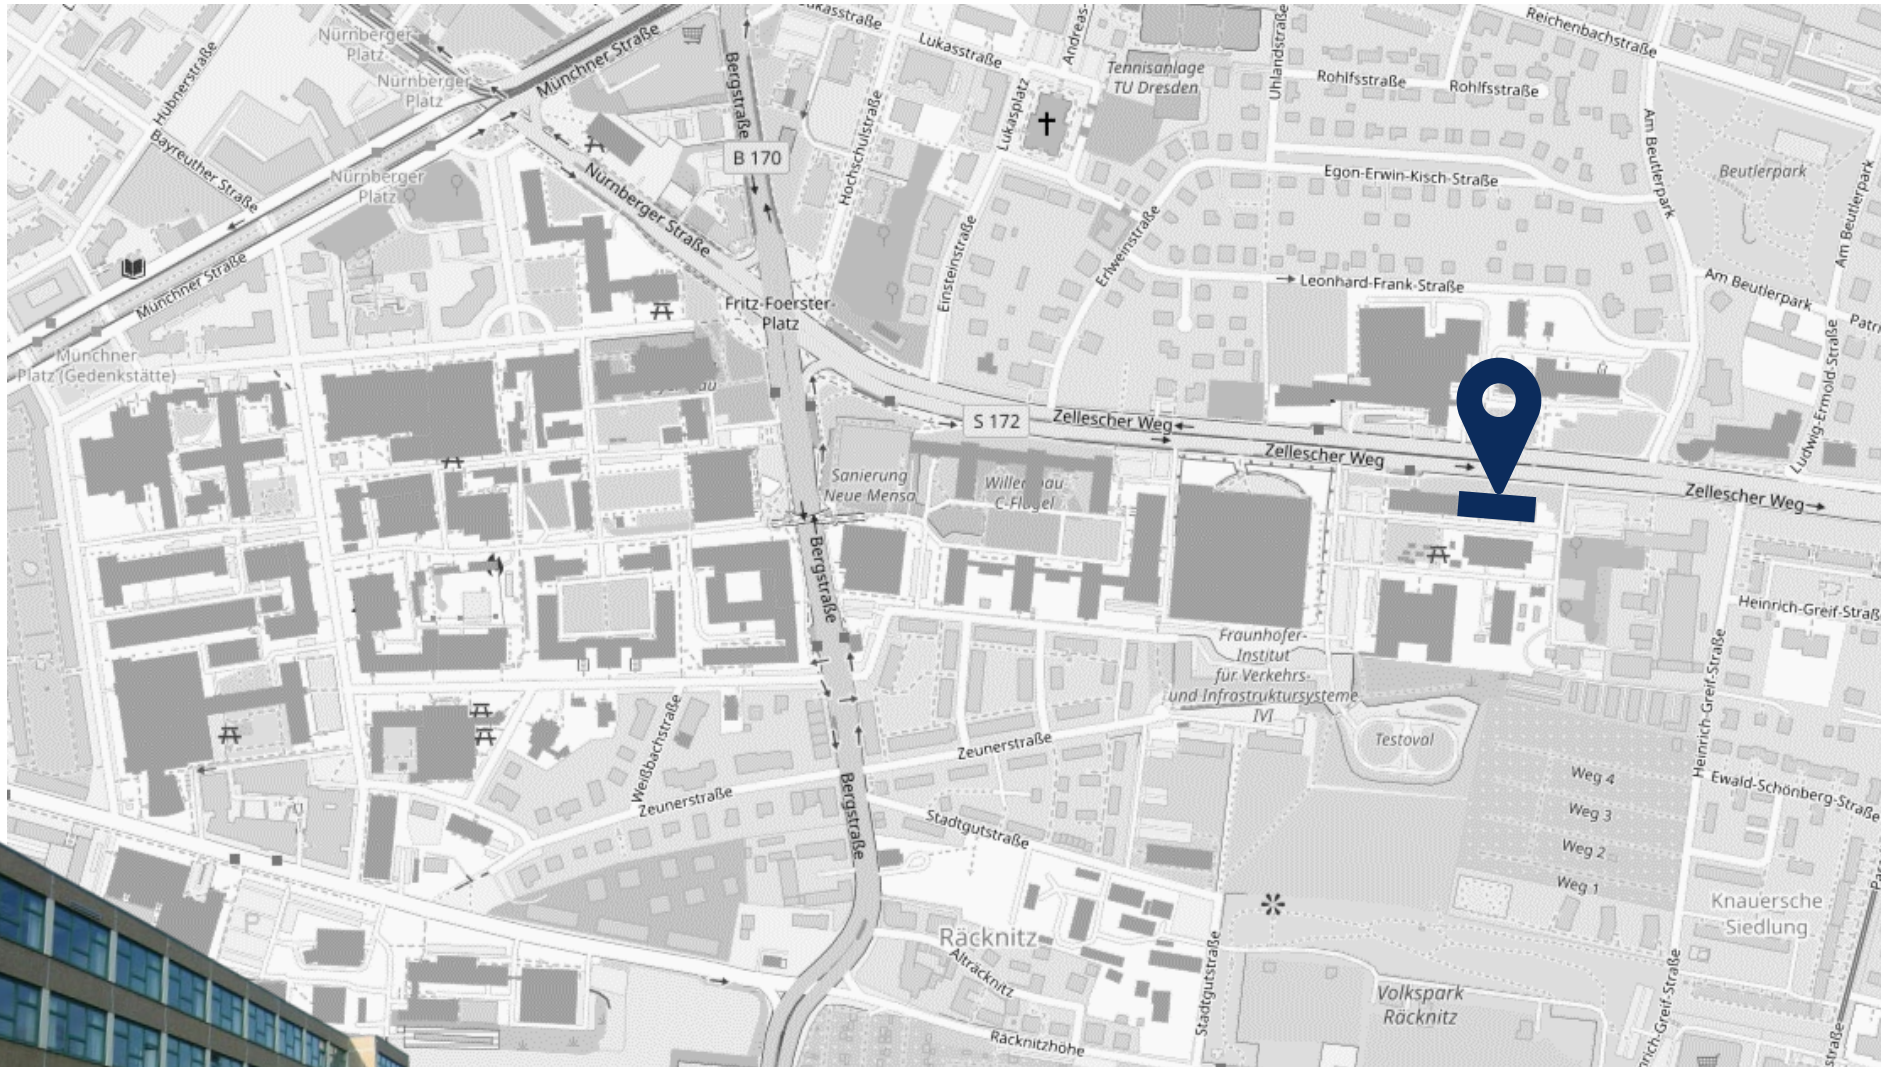 Nürnberger
Platz
Nürnberger
Platz
Hübnerstraße
Münchner Straße
Bayreuther Straße
Nürnberger
Platz
Münchner Straße
Münchner
Platz (Gedenkstätte)
Bergstraße
B 170
Nürnberger Straße
Fritz-Foerster-
Platz
Lukasstraße
Hochschulstraße
Lukasplatz
Andreas-
Tennisanlage
TU Dresden
Uhlandstraße
Rohlfsstraße
Rohlfsstraße
Reichenbachstraße
Am Beutlerpark
Beutlerpark
Am Beutlerpark
Egon-Erwin-Kisch-Straße
Einsteinstraße
Erlweinstraße
Leonhard-Frank-Straße
Am Beutlerpark
Ludwig-Ermold-Straße
S 172
Zellescher Weg
Zellescher Weg
Zellescher Weg
Sanierung
Neue Mensa
C-Flügel
Bergstraße
Fraunhofer-
Institut
für Verkehrs-
und Infrastruktursysteme
IVI
Heinrich-Greif-Straße
Testoval
Weißbachstraße
Zeunerstraße
Zeunerstraße
Bergstraße
Stadtgutstraße
Weg 4
Weg 3
Weg 2
Weg 1
Ewald-Schönberg-Straße
Knauersche
Siedlung
Räcknitz
Alträcknitz
Räcknitzhöhe
Stadtgutstraße
Volkspark
Räcknitz